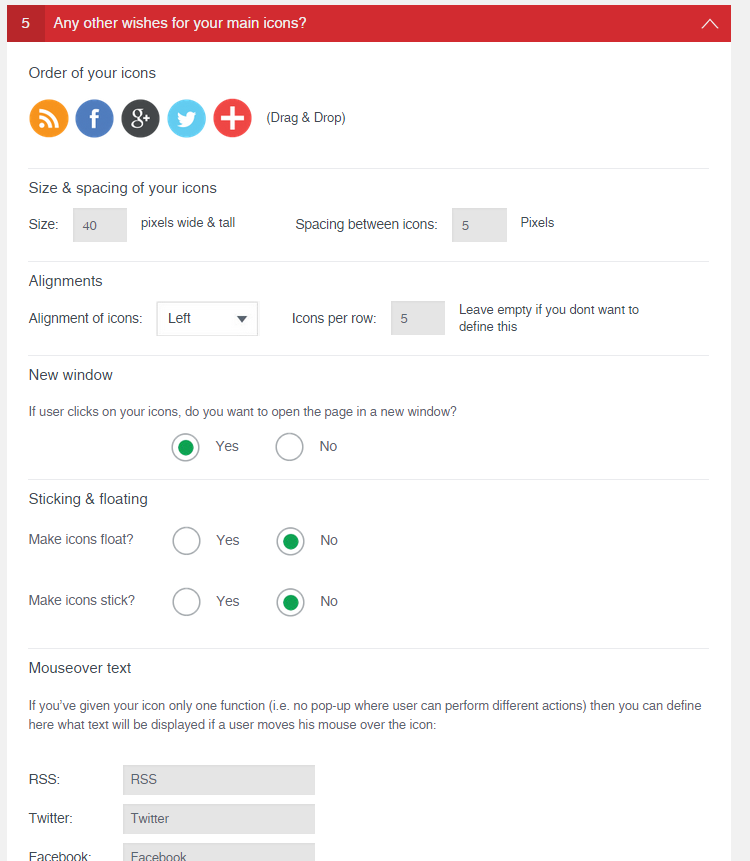 5 Any other wishes for your main icons?
Order of your icons
f g+ (Drag & Drop)
Size & spacing of your icons
Size: 40 pixels wide & tall Spacing between icons: 5 Pixels
Alignments
Alignment of icons: Left Icons per row: 5 Leave empty if you dont want to
define this
New window
If user clicks on your icons, do you want to open the page in a new window?
Yes No
Sticking & floating
Make icons float? Yes No
Make icons stick? Yes No
Mouseover text
If you’ve given your icon only one function (i.e. no pop-up where user can perform different actions) then you can define
here what text will be displayed if a user moves his mouse over the icon:
RSS: RSS
Twitter: Twitter
Facebook: Facebook